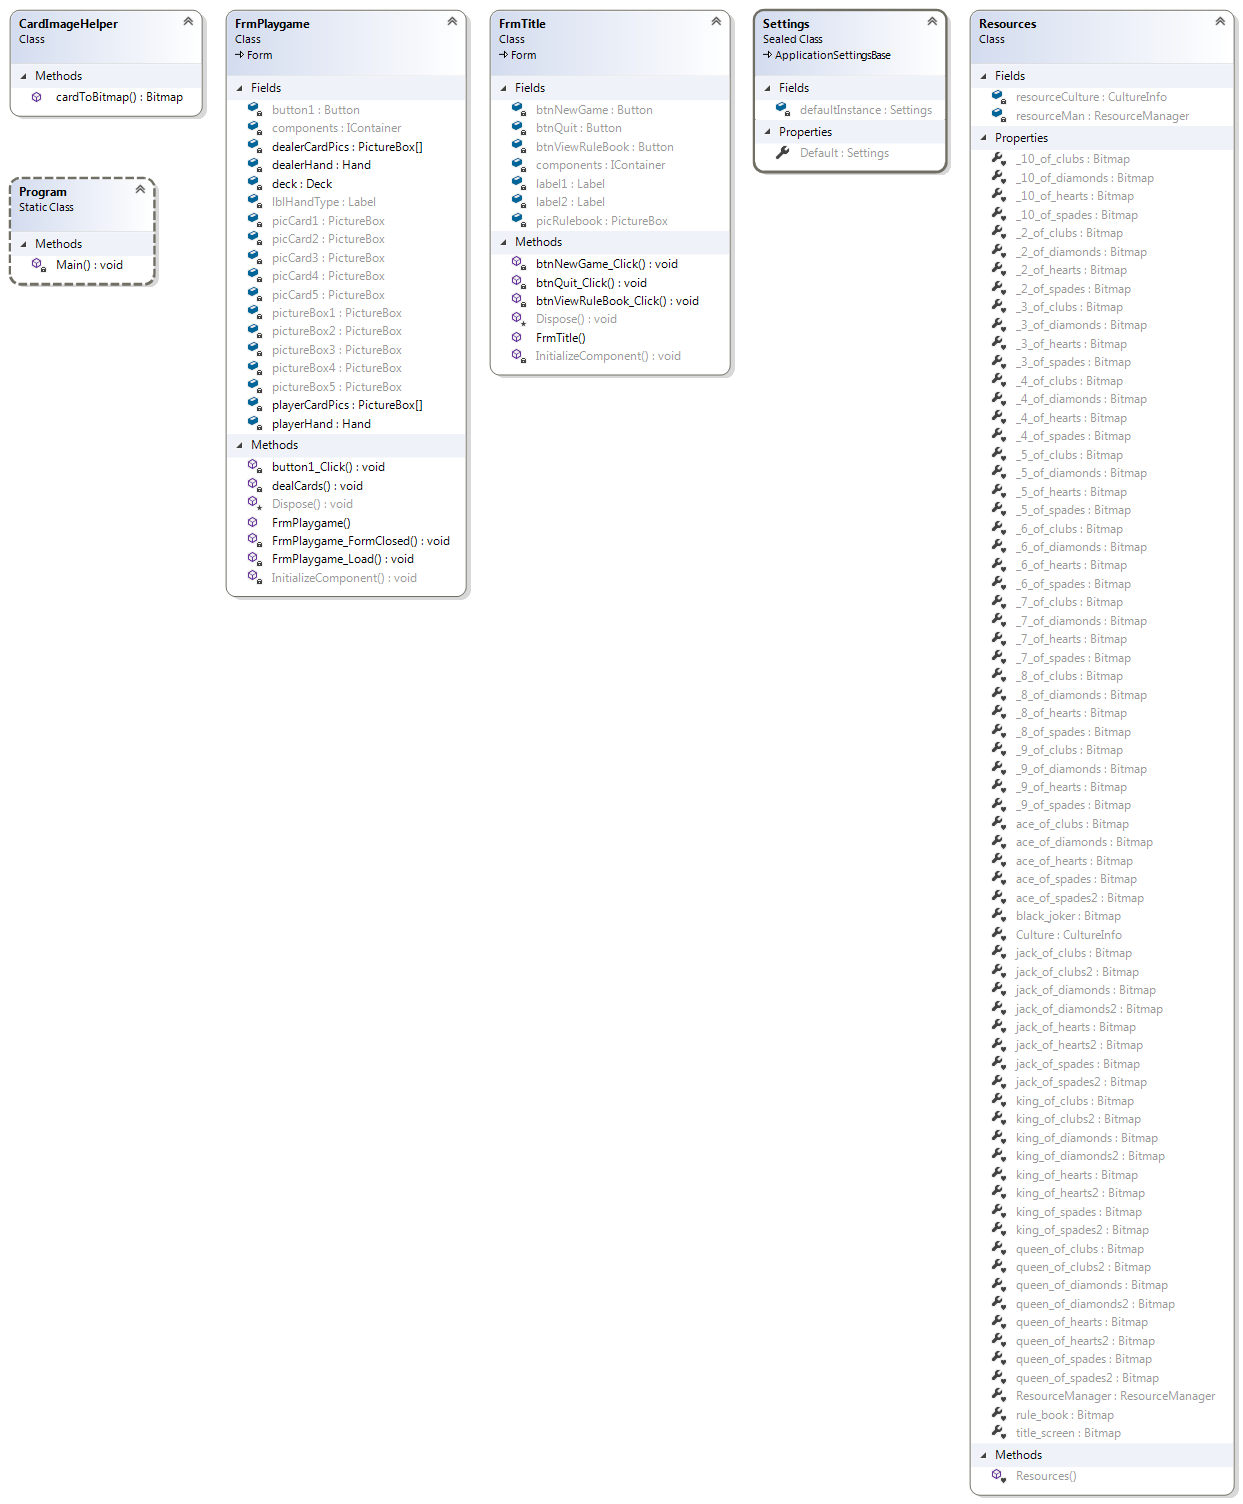 CardImageHelper
Class
Methods
cardToBitmap() : Bitmap
Program
Static Class
Methods
Main() : void
FrmPlaygame
Class
Form
Fields
button1 : Button
components : IContainer
dealerCardPics : PictureBox[]
dealerHand : Hand
deck : Deck
lblHandType : Label
picCard1 : PictureBox
picCard2 : PictureBox
picCard3 : PictureBox
picCard4 : PictureBox
picCard5 : PictureBox
pictureBox1 : PictureBox
pictureBox2 : PictureBox
pictureBox3 : PictureBox
pictureBox4 : PictureBox
pictureBox5 : PictureBox
playerCardPics : PictureBox[]
playerHand : Hand
Methods
button1_Click() : void
dealCards() : void
Dispose() : void
FrmPlaygame()
FrmPlaygame_FormClosed() : void
FrmPlaygame_Load() : void
InitializeComponent() : void
FrmTitle
Class
Form
Fields
btnNewGame : Button
btnQuit : Button
btnViewRuleBook : Button
components : IContainer
label1 : Label
label2 : Label
picRulebook : PictureBox
Methods
btnNewGame_Click() : void
btnQuit_Click() : void
btnViewRuleBook_Click() : void
Dispose() : void
FrmTitle()
InitializeComponent() : void
Settings
Sealed Class
ApplicationSettingsBase
Fields
defaultInstance : Settings
Properties
Default : Settings
Resources
Class
Fields
resourceCulture : CultureInfo
resourceMan : ResourceManager
Properties
_10_of_clubs : Bitmap
_10_of_diamonds : Bitmap
_10_of_hearts : Bitmap
_10_of_spades : Bitmap
_2_of_clubs : Bitmap
_2_of_diamonds : Bitmap
_2_of_hearts : Bitmap
_2_of_spades : Bitmap
_3_of_clubs : Bitmap
_3_of_diamonds : Bitmap
_3_of_hearts : Bitmap
_3_of_spades : Bitmap
_4_of_clubs : Bitmap
_4_of_diamonds : Bitmap
_4_of_hearts : Bitmap
_4_of_spades : Bitmap
_5_of_clubs : Bitmap
_5_of_diamonds : Bitmap
_5_of_hearts : Bitmap
_5_of_spades : Bitmap
_6_of_clubs : Bitmap
_6_of_diamonds : Bitmap
_6_of_hearts : Bitmap
_6_of_spades : Bitmap
_7_of_clubs : Bitmap
_7_of_diamonds : Bitmap
_7_of_hearts : Bitmap
_7_of_spades : Bitmap
_8_of_clubs : Bitmap
_8_of_diamonds : Bitmap
_8_of_hearts : Bitmap
_8_of_spades : Bitmap
_9_of_clubs : Bitmap
_9_of_diamonds : Bitmap
_9_of_hearts : Bitmap
_9_of_spades : Bitmap
ace_of_clubs : Bitmap
ace_of_diamonds : Bitmap
ace_of_hearts : Bitmap
ace_of_spades : Bitmap
ace_of_spades2 : Bitmap
black_joker : Bitmap
Culture : CultureInfo
jack_of_clubs : Bitmap
jack_of_clubs2 : Bitmap
jack_of_diamonds : Bitmap
jack_of_diamonds2 : Bitmap
jack_of_hearts : Bitmap
jack_of_hearts2 : Bitmap
jack_of_spades : Bitmap
jack_of_spades2 : Bitmap
king_of_clubs : Bitmap
king_of_clubs2 : Bitmap
king_of_diamonds : Bitmap
king_of_diamonds2 : Bitmap
king_of_hearts : Bitmap
king_of_hearts2 : Bitmap
king_of_spades : Bitmap
king_of_spades2 : Bitmap
queen_of_clubs : Bitmap
queen_of_clubs2 : Bitmap
queen_of_diamonds : Bitmap
queen_of_diamonds2 : Bitmap
queen_of_hearts : Bitmap
queen_of_hearts2 : Bitmap
queen_of_spades : Bitmap
queen_of_spades2 : Bitmap
ResourceManager : ResourceManager
rule_book : Bitmap
title_screen : Bitmap
Methods
Resources()